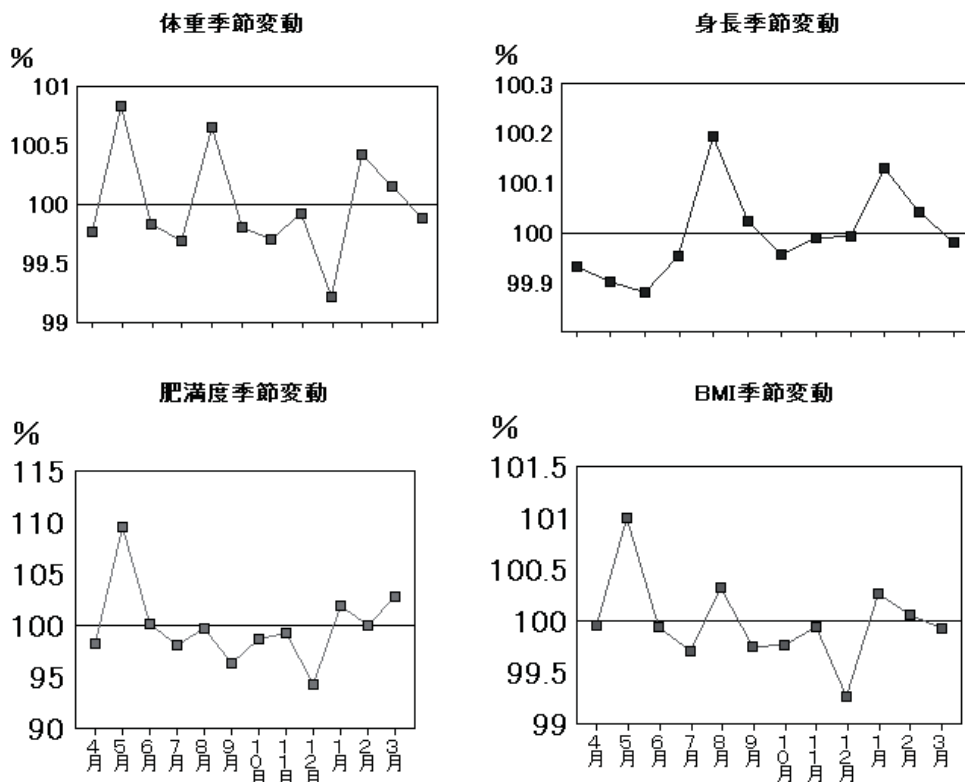 体重季節変動
%
101
100.5
100
99.5
99
身長季節変動
%
100.3
100.2
100.1
100
99.9
肥満度季節変動
%
115
110
105
100
95
90
4月
5月
6月
7月
8月
9月
10月
11月
12月
1月
2月
3月
BMI季節変動
%
101.5
101
100.5
100
99.5
99
4月
5月
6月
7月
8月
9月
10月
11月
12月
1月
2月
3月